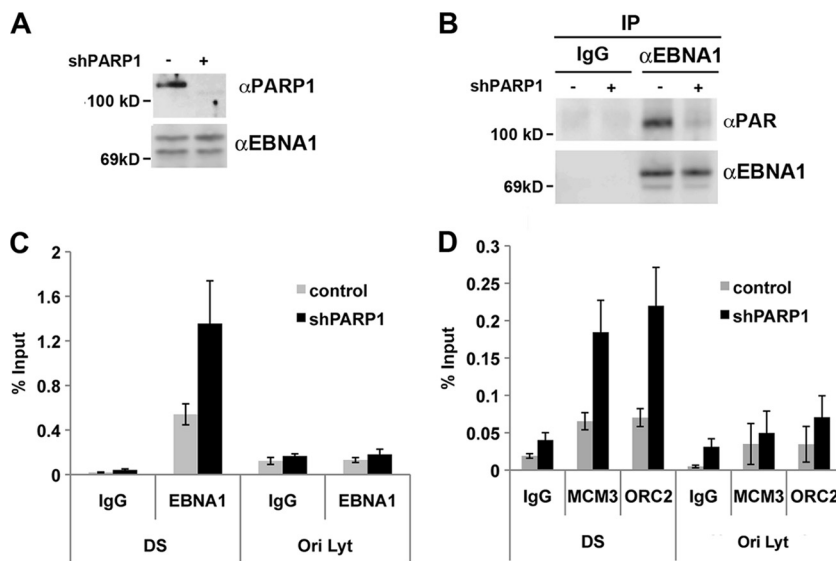 A
shPARP1 - +
αPARP1
100 kD
αEBNA1
69kD
B
IP
IgG αEBNA1
shPARP1 - + - +
αPAR
100 kD
αEBNA1
69kD
C
2
1.6
1.2
0.8
0.4
0
% Input
control
shPARP1
IgG EBNA1 IgG EBNA1
DS Ori Lyt
D
0.3
0.25
0.2
0.15
0.1
0.05
0
% Input
control
shPARP1
IgG MCM3 ORC2 IgG MCM3 ORC2
DS Ori Lyt